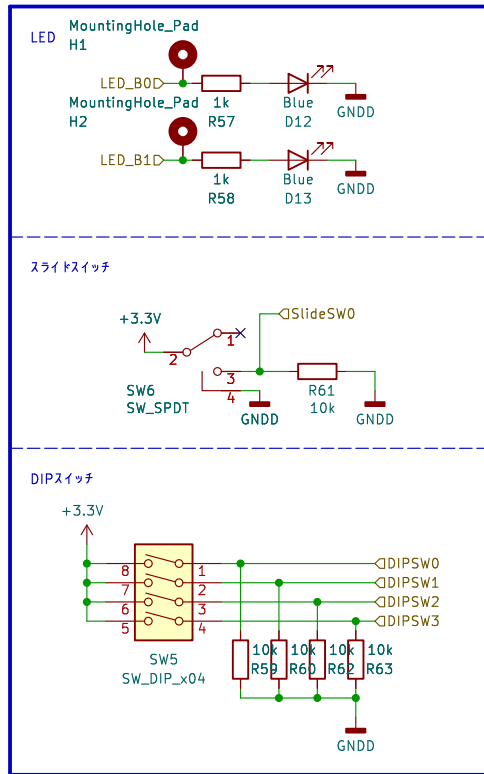 MountingHole_Pad
H1
LED
LED_B0
1k
R57
Blue
D12
GNDD
MountingHole_Pad
H2
LED_B1
1k
R58
Blue
D13
GNDD
スライドスイッチ
+3.3V
1
2
SlideSW0
3
4
SW6
SW_SPDT
GNDD
R61
10k
GNDD
DIPスイッチ
+3.3V
8
1
DIPSW0
7
2
DIPSW1
6
3
DIPSW2
5
4
DIPSW3
SW5
SW_DIP_x04
10k
R59
10k
R60
10k
R62
10k
R63
GNDD